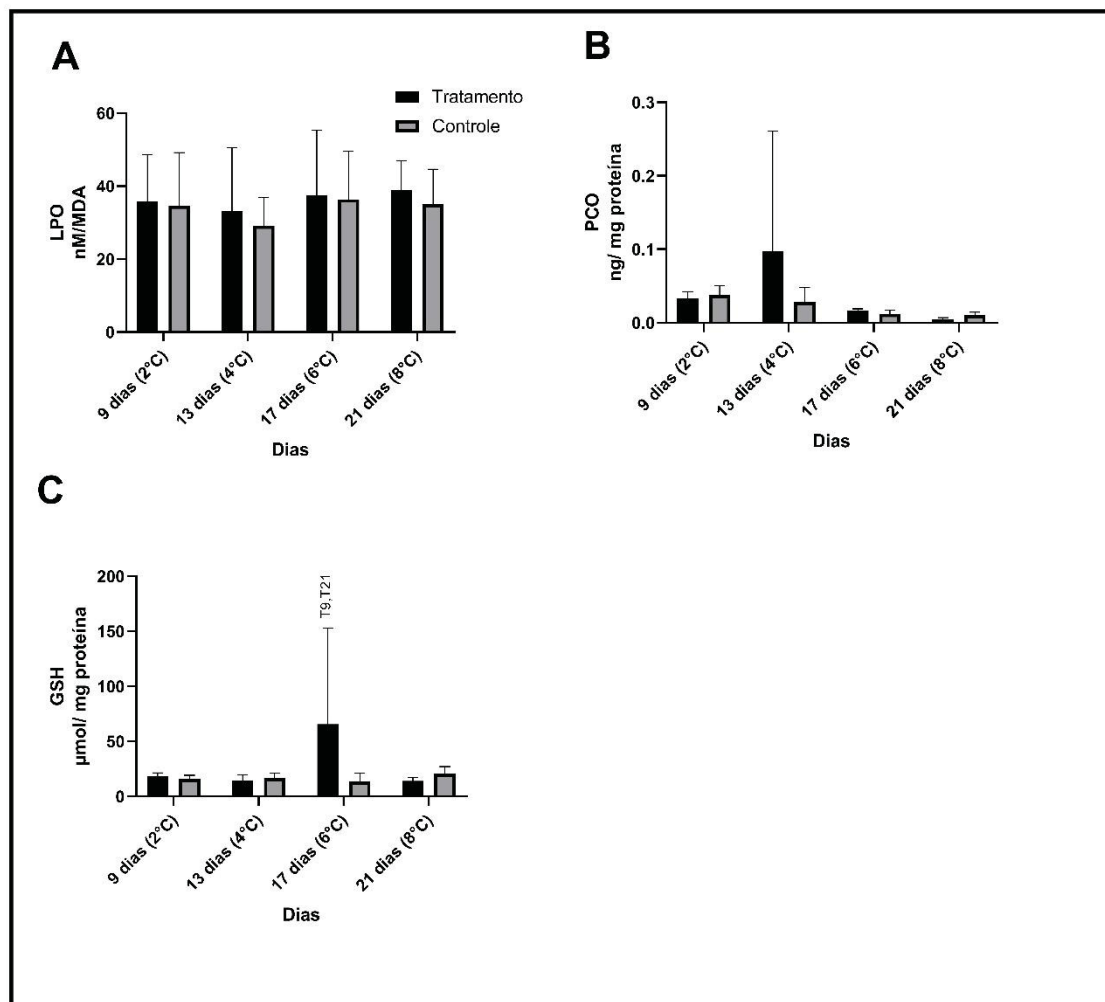 A
Tratamento
Controle
60
40
20
0
LPO
nM/MDA
9 dias (2°C)
13 dias (4°C)
17 dias (6°C)
21 dias (8°C)
Dias
B
0.3
0.2
0.1
0.0
PCO
ng/ mg proteína
9 dias (2°C)
13 dias (4°C)
17 dias (6°C)
21 dias (8°C)
Dias
C
200
150
100
50
0
GSH
µmol/ mg proteína
T9,T21
9 dias (2°C)
13 dias (4°C)
17 dias (6°C)
21 dias (8°C)
Dias